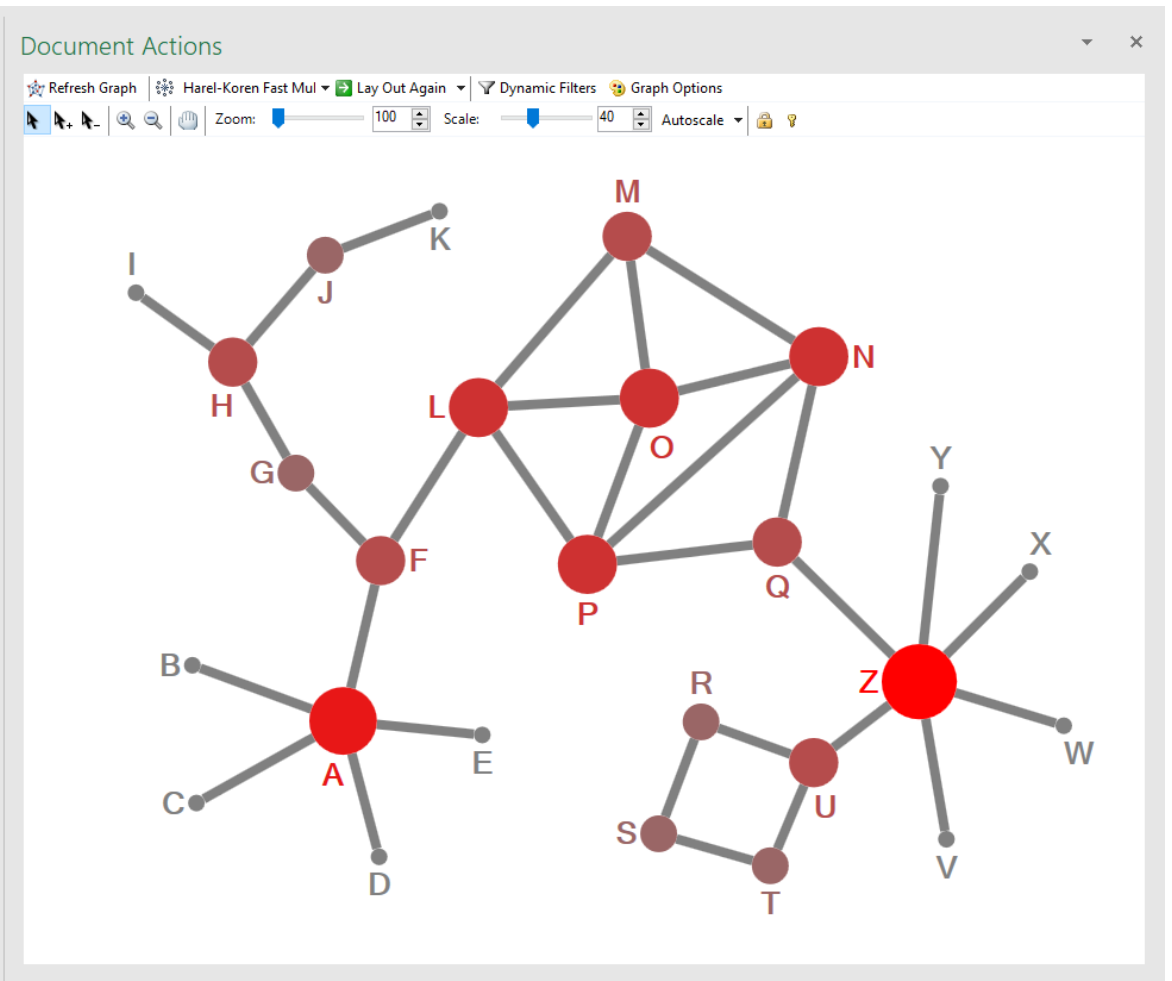 Document Actions
Refresh Graph Harel-Koren Fast Mul Lay Out Again Dynamic Filters Graph Options
Zoom: 100 Scale: 40 Autoscale
M
K
I
J
N
H
L
O
Y
G
X
F
Q
P
B
Z
R
W
E
A
C
U
S
V
D
T